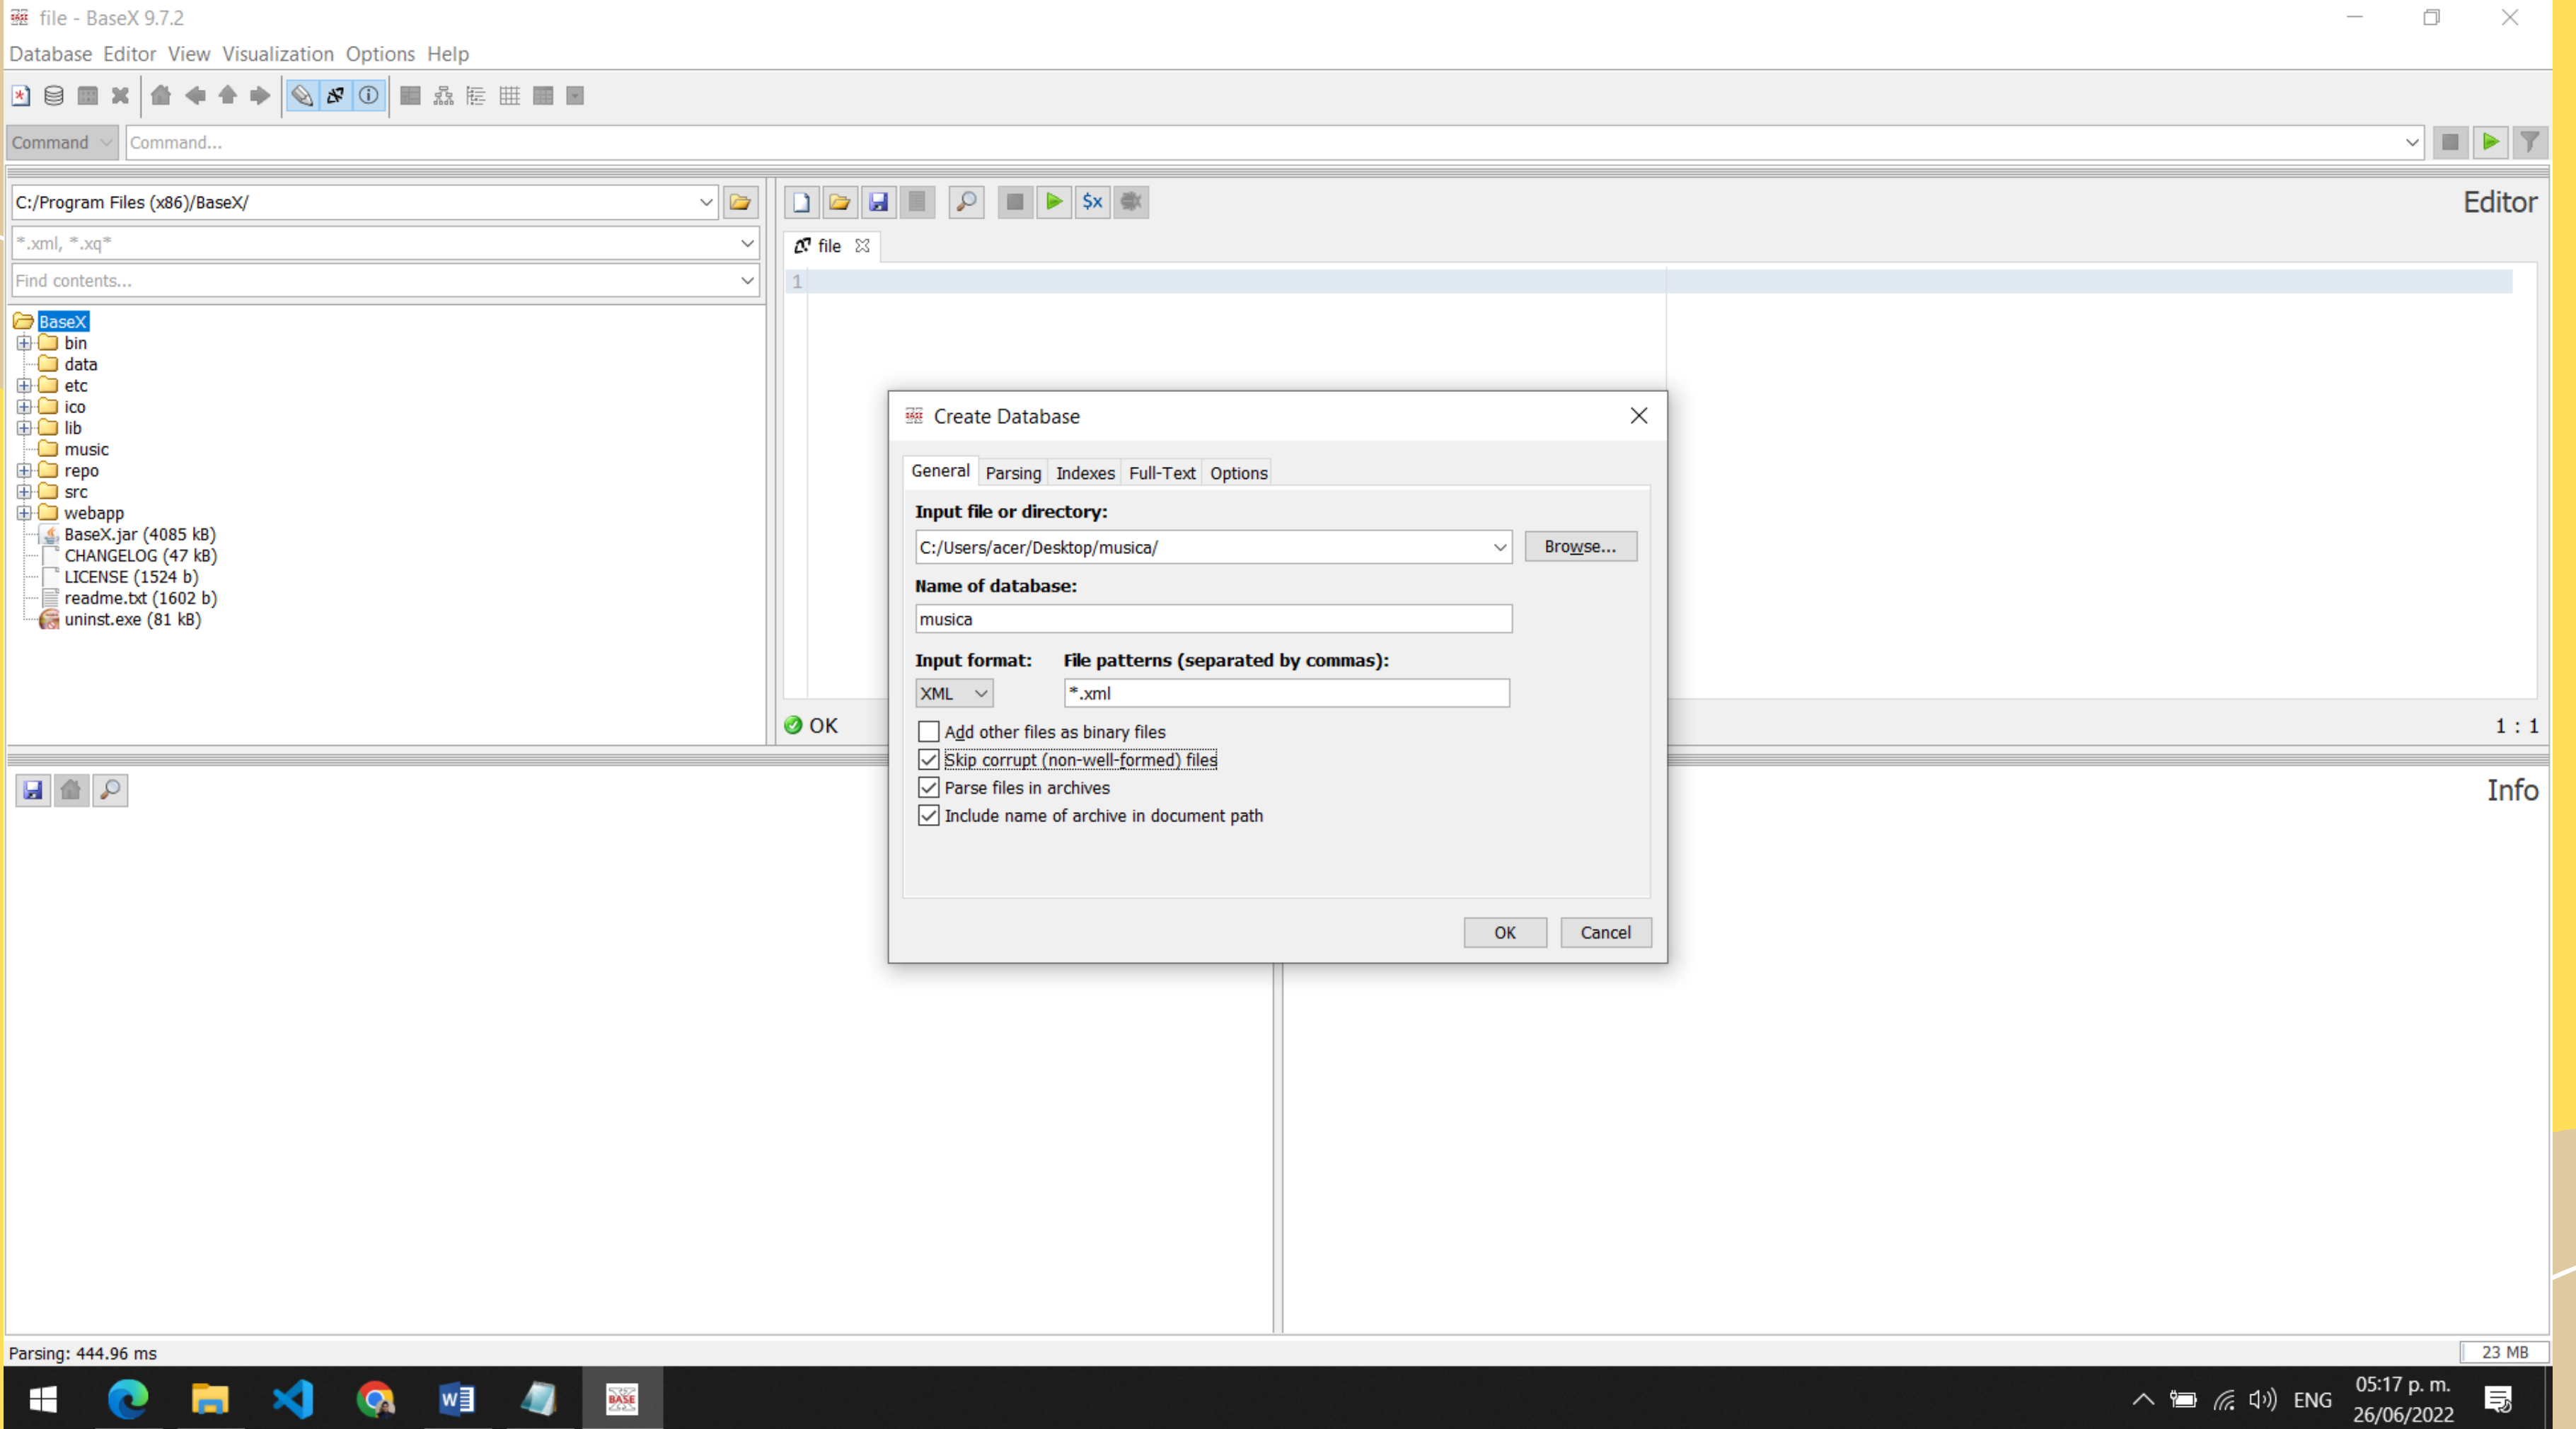 file - BaseX 9.7.2
Database Editor View Visualization Options Help
Command Command...
C:/Program Files (x86)/BaseX/
Editor
*.xml, *.xq*
file
Find contents...
1
BaseX
bin
data
etc
ico
lib
music
repo
src
webapp
BaseX.jar (4085 kB)
CHANGELOG (47 kB)
LICENSE (1524 b)
readme.txt (1602 b)
uninst.exe (81 kB)
$x
Create Database
General Parsing Indexes Full-Text Options
Input file or directory:
C:/Users/acer/Desktop/musica/ Browse...
Name of database:
musica
Input format: File patterns (separated by commas):
XML *.xml
Add other files as binary files
Skip corrupt (non-well-formed) files
Parse files in archives
Include name of archive in document path
OK Cancel
OK
1 : 1
Info
Parsing: 444.96 ms
23 MB
BASE
ENG
05:17 p. m.
26/06/2022